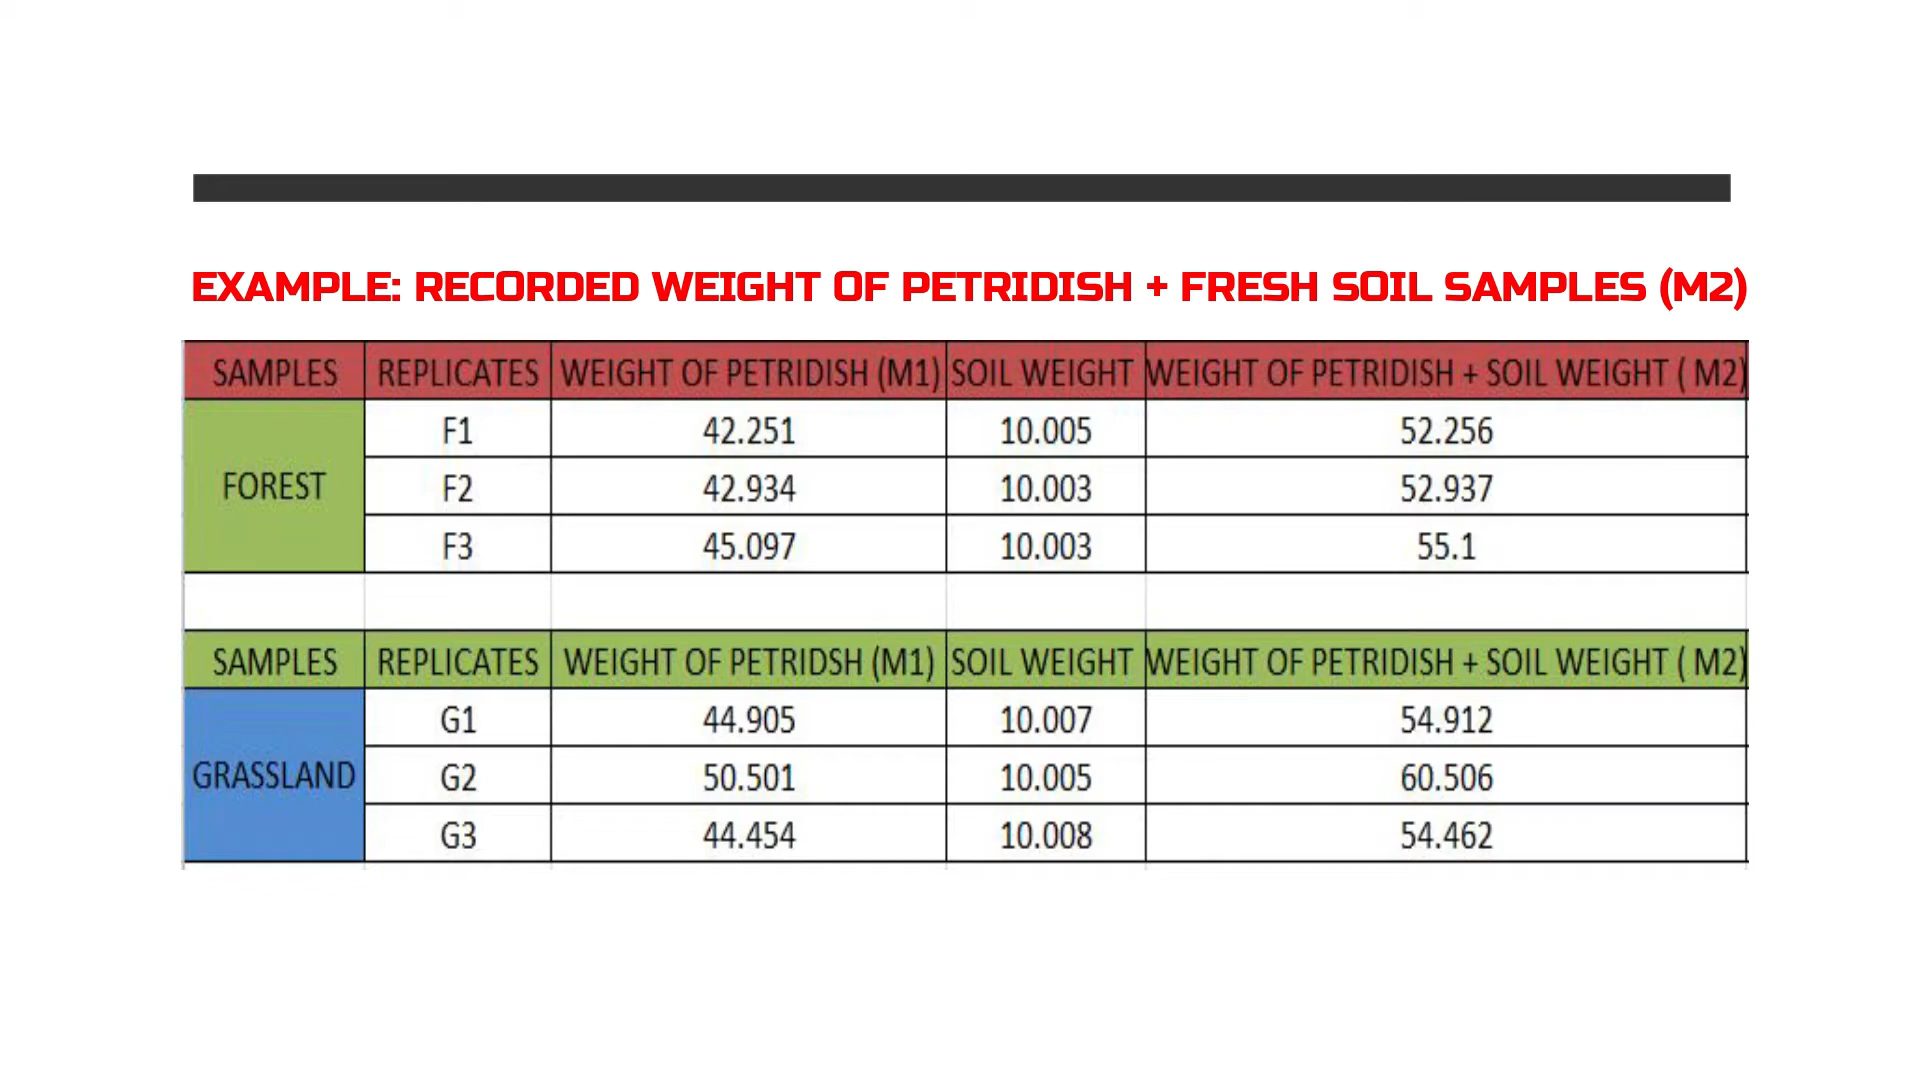 EXAMPLE: RECORDED WEIGHT OF PETRIDISH + FRESH SOIL SAMPLES (M2)
SAMPLES REPLICATES WEIGHT OF PETRIDISH (M1) SOIL WEIGHT WEIGHT OF PETRIDISH + SOIL WEIGHT ( M2)
F1 42.251 10.005 52.256
FOREST F2 42.934 10.003 52.937
F3 45.097 10.003 55.1
SAMPLES REPLICATES WEIGHT OF PETRIDSH (M1) SOIL WEIGHT WEIGHT OF PETRIDISH + SOIL WEIGHT ( M2)
G1 44.905 10.007 54.912
GRASSLAND G2 50.501 10.005 60.506
G3 44.454 10.008 54.462